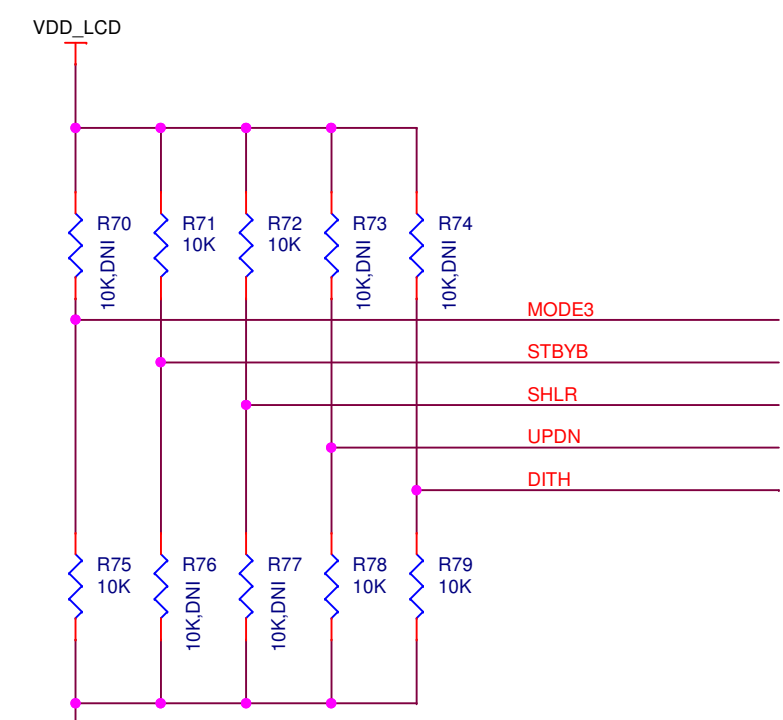 VDD_LCD
R70
10K,DNI
R71
10K
R72
10K
R73
10K,DNI
R74
10K,DNI
MODE3
STBYB
SHLR
UPDN
DITH
R75
10K
R76
10K,DNI
R77
10K,DNI
R78
10K
R79
10K